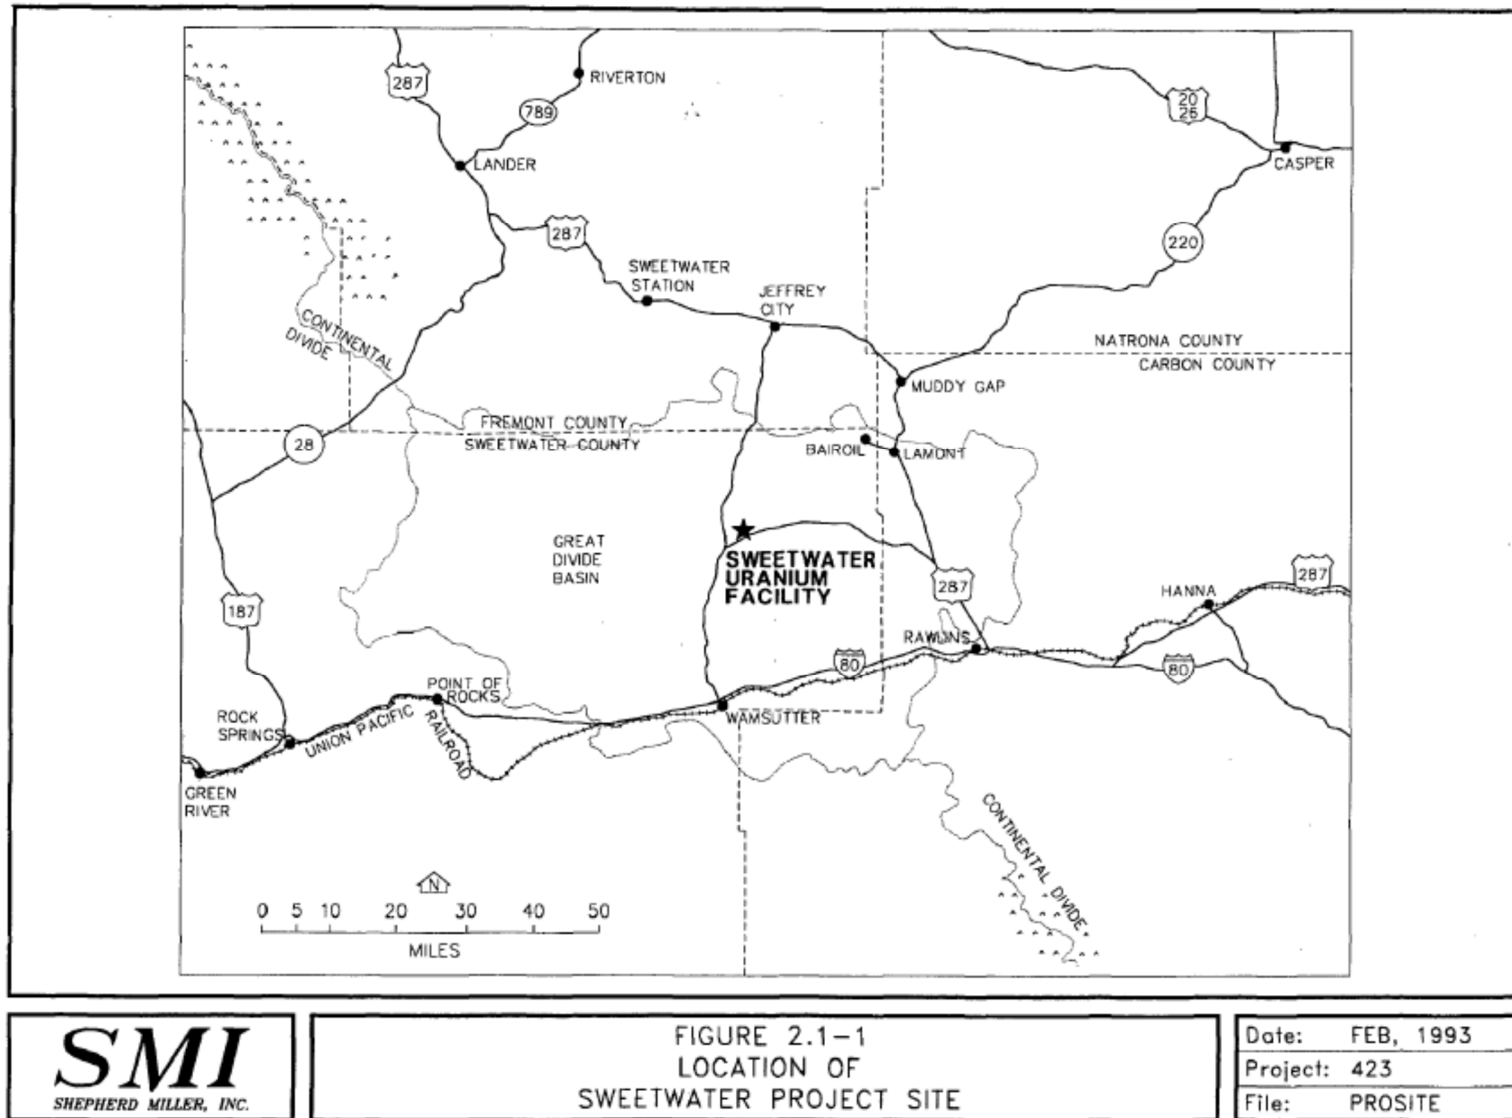 287
RIVERTON
789
LANDER
20
26
CASPER
287
220
SWEETWATER
STATION
JEFFREY
CITY
CONTINENTAL
DIVIDE
NATRONA COUNTY
CARBON COUNTY
MUDDY GAP
FREMONT COUNTY
SWEETWATER COUNTY
28
BAIROIL
LAMONT
GREAT
DIVIDE
BASIN
SWEETWATER
URANIUM
FACILITY
287
287
HANNA
187
RAWLINS
80
80
POINT OF
ROCKS
ROCK
SPRINGS
UNION PACIFIC
RAILROAD
WAMSUTTER
GREEN
RIVER
CONTINENTAL DIVIDE
N
0 5 10 20 30 40 50
MILES
SMI
SHEPHERD MILLER, INC.
FIGURE 2.1-1
LOCATION OF
SWEETWATER PROJECT SITE
Date: FEB, 1993
Project: 423
File: PROSITE